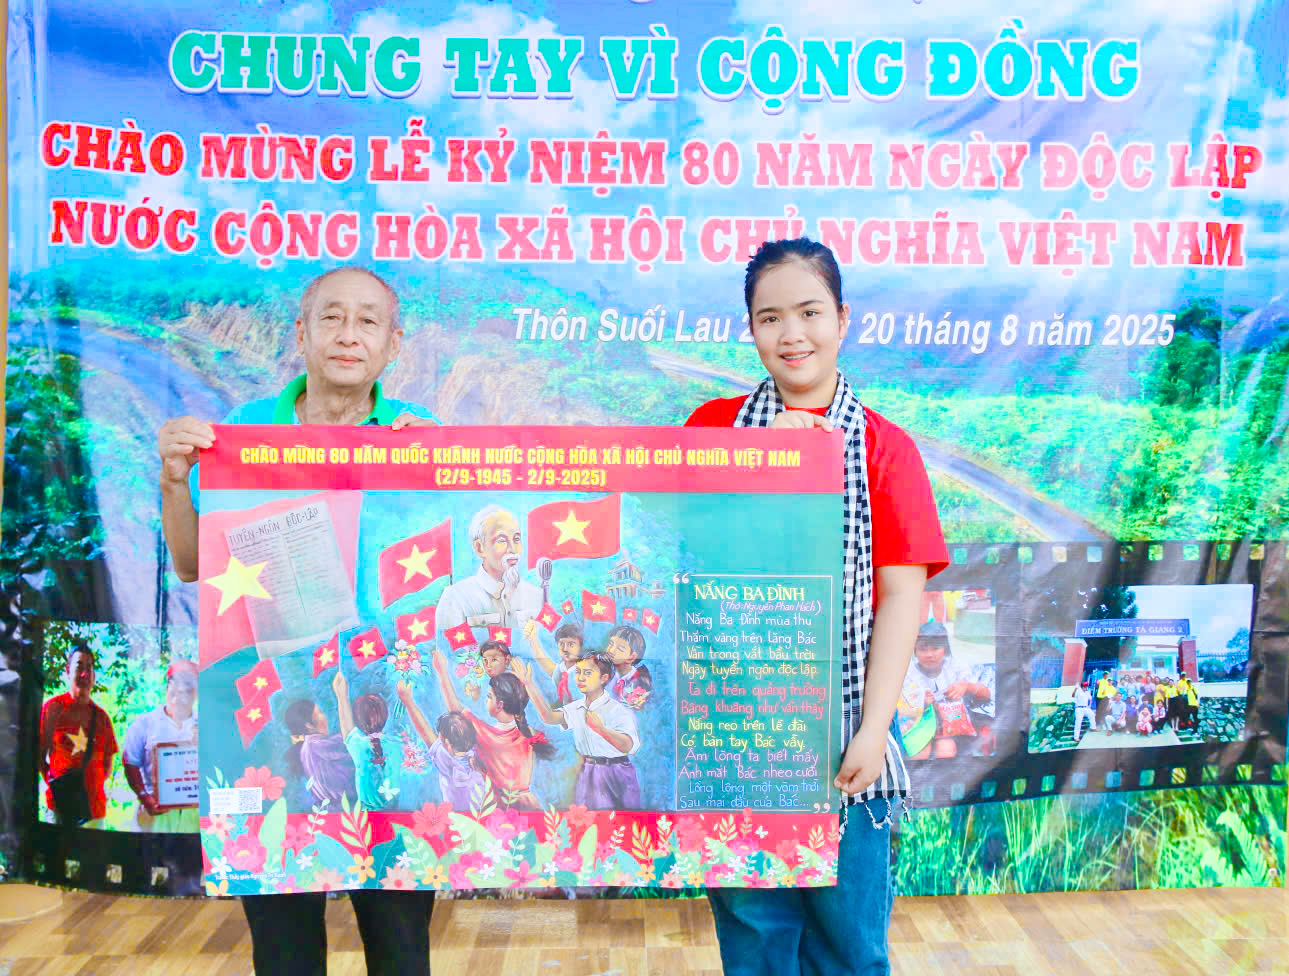 CHUNG TAY VÌ CỘNG ĐỒNG
CHÀO MỪNG LỄ KỶ NIỆM 80 NĂM NGÀY ĐỘC LẬP
NƯỚC CỘNG HÒA XÃ HỘI CHỦ NGHĨA VIỆT NAM
Thôn Suối Lau 20 tháng 8 năm 2025
CHÀO MỪNG 80 NĂM QUỐC KHÁNH NƯỚC CỘNG HÒA XÃ HỘI CHỦ NGHĨA VIỆT NAM
(2/9-1945 - 2/9-2025)
TUYÊN-NGÔN ĐỘC-LẬP
“
NẮNG BA ĐÌNH
(Thơ: Nguyễn Phan Hách)
Nắng Ba Đình mùa thu
Thắm vàng trên lăng Bác
Vẫn trong vắt bầu trời
Ngày tuyên ngôn độc lập.
Ta đi trên quảng trường
Bâng khuâng như vẫn thấy
Nắng reo trên lễ đài
Có bàn tay Bác vẫy.
Ấm lòng ta biết mấy
Ánh mắt Bác nheo cười
Lồng lộng một vòm trời
Sau mái đầu của Bác...
”
ĐIỂM TRƯỜNG TÀ GIANG 2